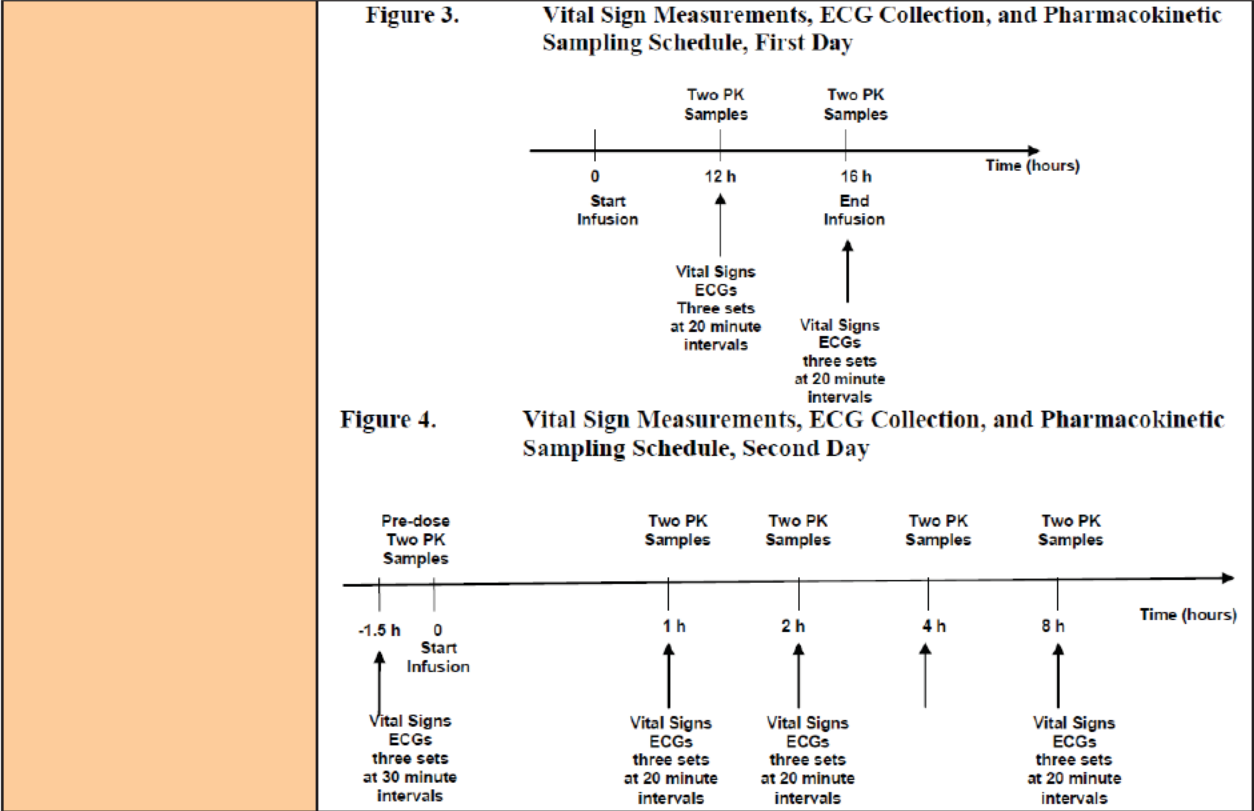 Figure 3. Vital Sign Measurements, ECG Collection, and Pharmacokinetic
Sampling Schedule, First Day
Two PK
Samples
Two PK
Samples
Time (hours)
0
12 h
16 h
Start
Infusion
End
Infusion
Vital Signs
ECGs
Three sets
at 20 minute
intervals
Vital Signs
ECGs
three sets
at 20 minute
intervals
Figure 4. Vital Sign Measurements, ECG Collection, and Pharmacokinetic
Sampling Schedule, Second Day
Pre-dose
Two PK
Samples
Two PK
Samples
Two PK
Samples
Two PK
Samples
Two PK
Samples
Time (hours)
-1.5 h
0
1 h
2 h
4 h
8 h
Start
Infusion
Vital Signs
ECGs
three sets
at 30 minute
intervals
Vital Signs
ECGs
three sets
at 20 minute
intervals
Vital Signs
ECGs
three sets
at 20 minute
intervals
Vital Signs
ECGs
three sets
at 20 minute
intervals